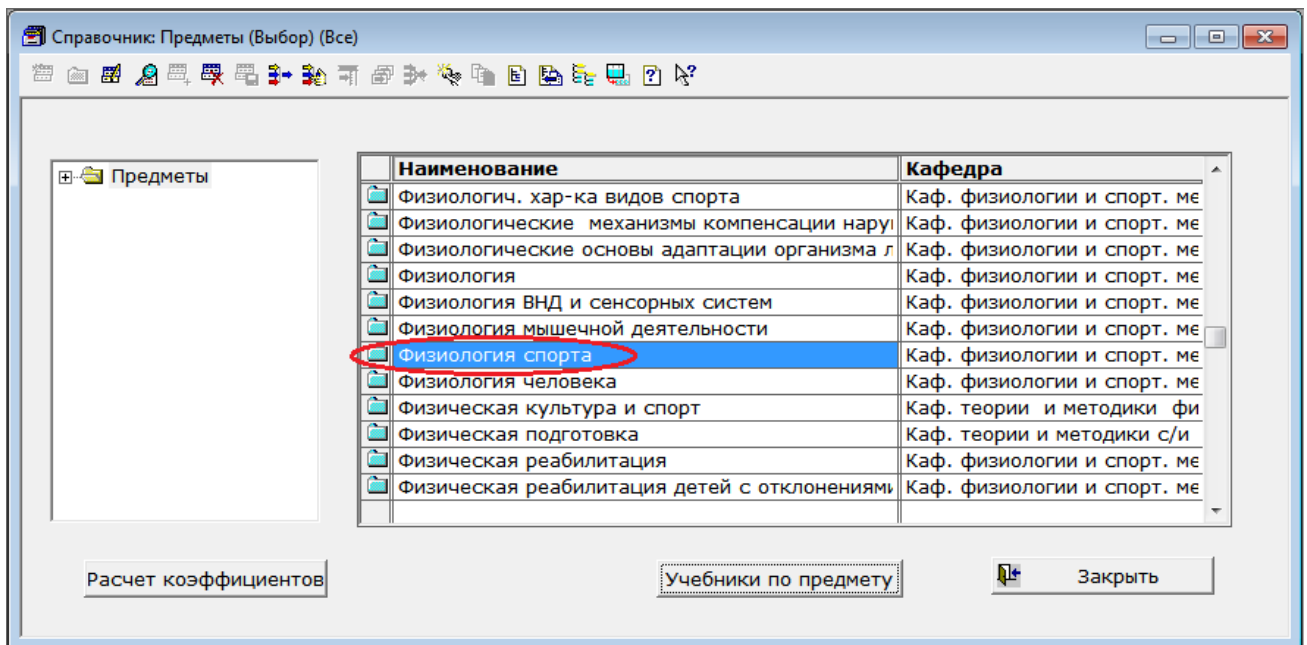 Справочник: Предметы (Выбор) (Все)
Предметы
Наименование Кафедра
Физиологич. хар-ка видов спорта Каф. физиологии и спорт. ме
Физиологические механизмы компенсации нару Каф. физиологии и спорт. ме
Физиологические основы адаптации организма л Каф. физиологии и спорт. ме
Физиология Каф. физиологии и спорт. ме
Физиология ВНД и сенсорных систем Каф. физиологии и спорт. ме
Физиология мышечной деятельности Каф. физиологии и спорт. ме
Физиология спорта Каф. физиологии и спорт. ме
Физиология человека Каф. физиологии и спорт. ме
Физическая культура и спорт Каф. теории и методики фи
Физическая подготовка Каф. теории и методики с/и
Физическая реабилитация Каф. физиологии и спорт. ме
Физическая реабилитация детей с отклонениями Каф. физиологии и спорт. ме
Расчет коэффициентов Учебники по предмету Закрыть